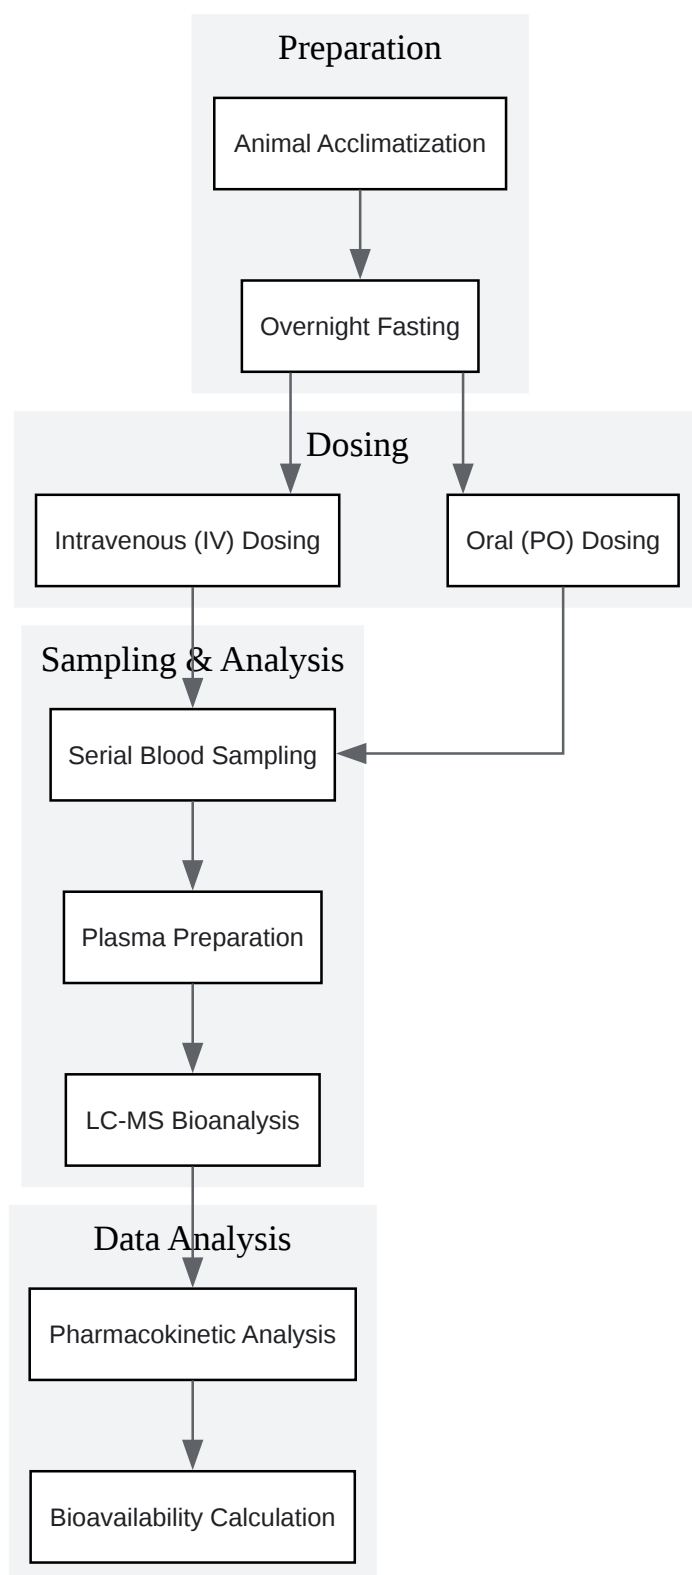 Preparation
Animal Acclimatization
Overnight Fasting
Dosing
Intravenous (IV) Dosing
Oral (PO) Dosing
Sampling & Analysis
Serial Blood Sampling
Plasma Preparation
LC-MS Bioanalysis
Data Analysis
Pharmacokinetic Analysis
Bioavailability Calculation